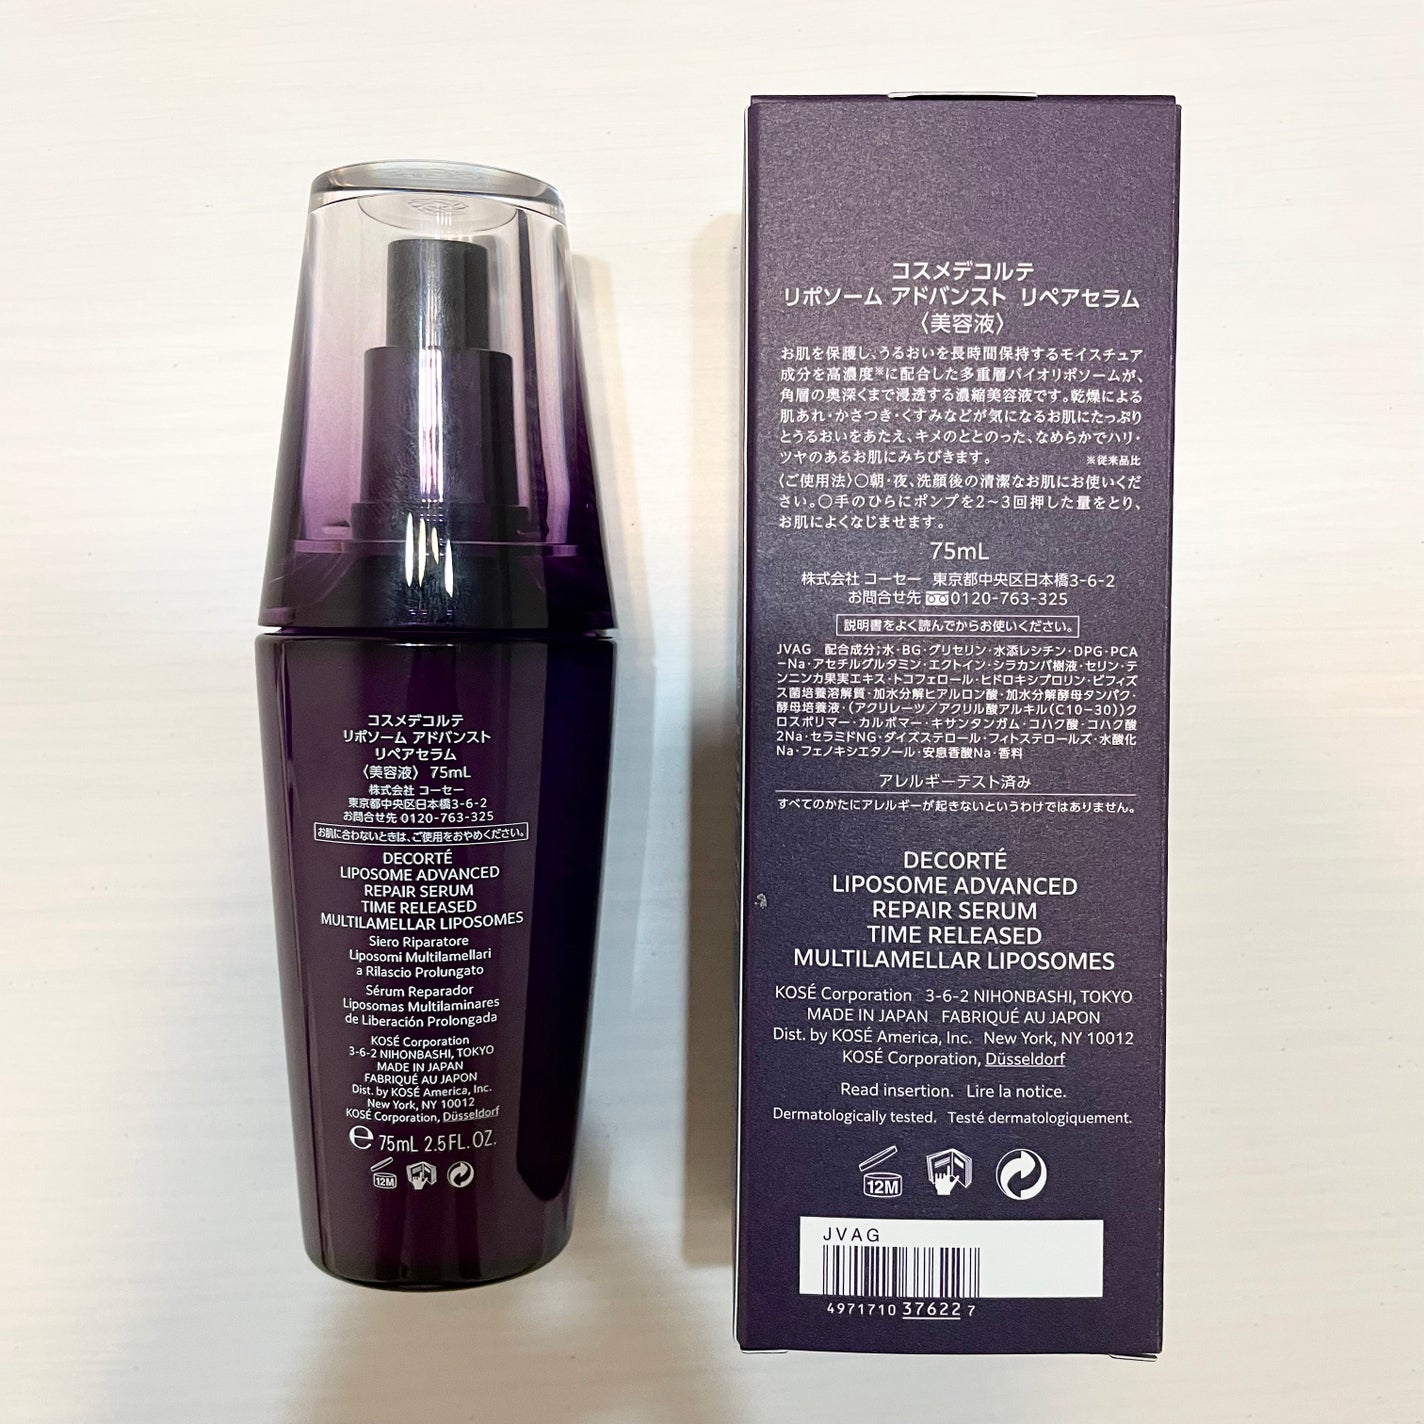 コスメデコルテ
リポソーム アドバンスト
リペアセラム
〈美容液〉 75mL
株式会社 コーセー
東京都中央区日本橋3-6-2
お問合せ先 0120-763-325
お肌に合わないときは、ご使用をおやめください。
DECORTÉ
LIPOSOME ADVANCED
REPAIR SERUM
TIME RELEASED
MULTILAMELLAR LIPOSOMES
Siero Riparatore
Liposomi Multilamellari
a Rilascio Prolungato
Sérum Reparador
Liposomas Multilaminares
de Liberación Prolongada
KOSÉ Corporation
3-6-2 NIHONBASHI, TOKYO
MADE IN JAPAN
FABRIQUÉ AU JAPON
Dist. by KOSÉ America, Inc.
New York, NY 10012
KOSÉ Corporation, Düsseldorf
℮ 75mL 2.5 FL. OZ.
12M
コスメデコルテ
リポソーム アドバンスト リペアセラム
〈美容液〉
お肌を保護し、うるおいを長時間保持するモイスチュア
成分を高濃度※に配合した多重層バイオリポソームが、
角層の奥深くまで浸透する濃縮美容液です。乾燥による
肌あれ・かさつき・くすみなどが気になるお肌にたっぷり
とうるおいをあたえ、キメのととのった、なめらかでハリ・
ツヤのあるお肌にみちびきます。 ※従来品比
〈ご使用法〉○朝・夜、洗顔後の清潔なお肌にお使いくだ
さい。○手のひらにポンプを2～3回押した量をとり、
お肌によくなじませます。
75mL
株式会社 コーセー 東京都中央区日本橋3-6-2
お問合せ先 0120-763-325
説明書をよく読んでからお使いください。
JVAG 配合成分;水・BG・グリセリン・水添レシチン・DPG・PCA
-Na・アセチルグルタミン・エクトイン・シラカンバ樹液・セリン・テ
ンニンカ果実エキス・トコフェロール・ヒドロキシプロリン・ビフィズ
ス菌培養溶解質・加水分解ヒアルロン酸・加水分解酵母タンパク・
酵母培養液・(アクリレーツ／アクリル酸アルキル(C10-30))ク
ロスポリマー・カルボマー・キサンタンガム・コハク酸・コハク酸
2Na・セラミドNG・ダイズステロール・フィトステロールズ・水酸化
Na・フェノキシエタノール・安息香酸Na・香料
アレルギーテスト済み
すべてのかたにアレルギーが起きないというわけではありません。
DECORTÉ
LIPOSOME ADVANCED
REPAIR SERUM
TIME RELEASED
MULTILAMELLAR LIPOSOMES
KOSÉ Corporation 3-6-2 NIHONBASHI, TOKYO
MADE IN JAPAN FABRIQUÉ AU JAPON
Dist. by KOSÉ America, Inc. New York, NY 10012
KOSÉ Corporation, Düsseldorf
Read insertion. Lire la notice.
Dermatologically tested. Testé dermatologiquement.
12M
JVAG
4971710 37622 7